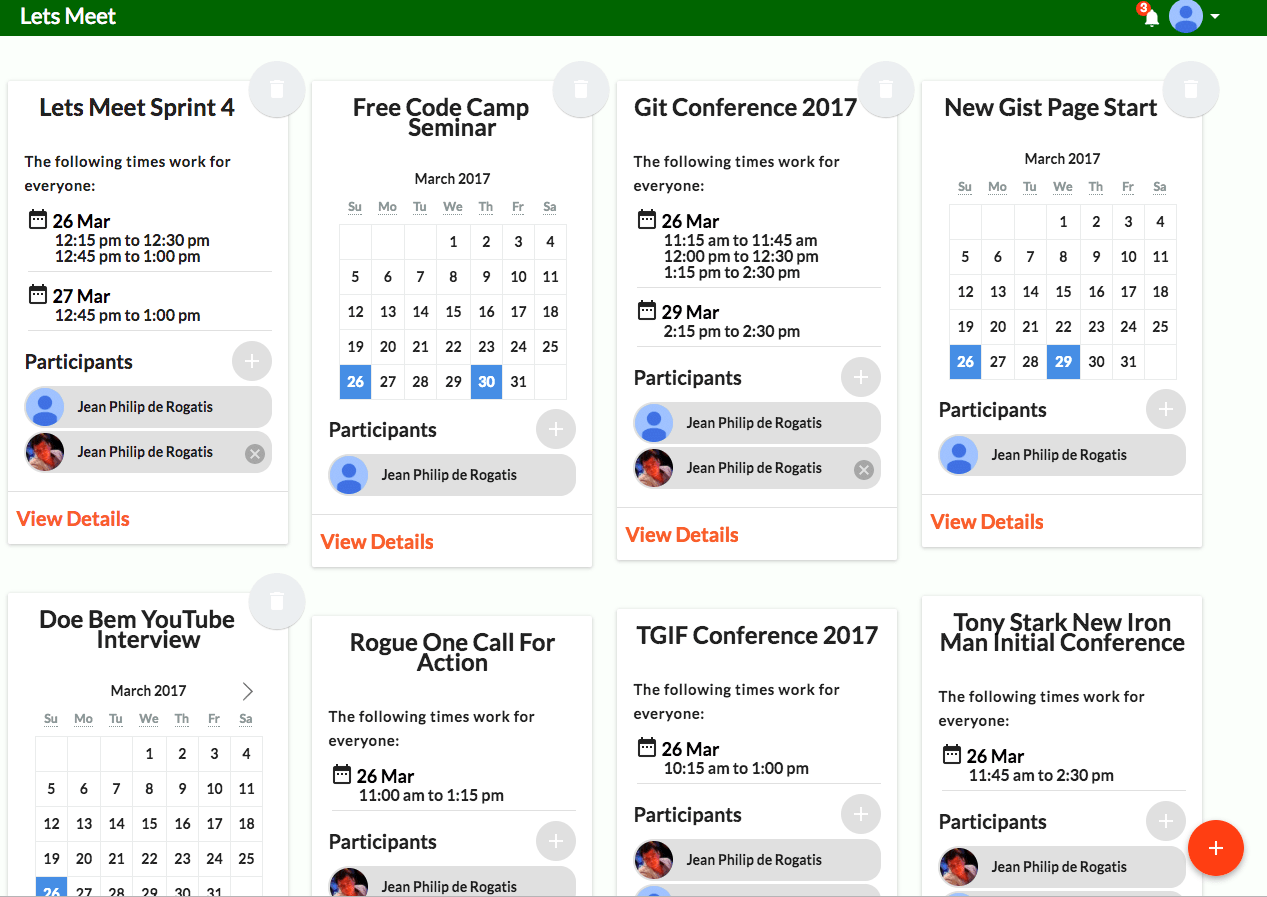 Lets Meet
3
Lets Meet Sprint 4
The following times work for
everyone:
26 Mar
12:15 pm to 12:30 pm
12:45 pm to 1:00 pm
27 Mar
12:45 pm to 1:00 pm
Participants
Jean Philip de Rogatis
Jean Philip de Rogatis
View Details
Free Code Camp
Seminar
March 2017
Su Mo Tu We Th Fr Sa
1 2 3 4
5 6 7 8 9 10 11
12 13 14 15 16 17 18
19 20 21 22 23 24 25
26 27 28 29 30 31
Participants
Jean Philip de Rogatis
View Details
Git Conference 2017
The following times work for
everyone:
26 Mar
11:15 am to 11:45 am
12:00 pm to 12:30 pm
1:15 pm to 2:30 pm
29 Mar
2:15 pm to 2:30 pm
Participants
Jean Philip de Rogatis
Jean Philip de Rogatis
View Details
New Gist Page Start
March 2017
Su Mo Tu We Th Fr Sa
1 2 3 4
5 6 7 8 9 10 11
12 13 14 15 16 17 18
19 20 21 22 23 24 25
26 27 28 29 30 31
Participants
Jean Philip de Rogatis
View Details
Doe Bem YouTube
Interview
March 2017
Su Mo Tu We Th Fr Sa
1 2 3 4
5 6 7 8 9 10 11
12 13 14 15 16 17 18
19 20 21 22 23 24 25
26 27 28 29 30 31
Rogue One Call For
Action
The following times work for
everyone:
26 Mar
11:00 am to 1:15 pm
Participants
Jean Philip de Rogatis
TGIF Conference 2017
The following times work for
everyone:
26 Mar
10:15 am to 1:00 pm
Participants
Jean Philip de Rogatis
Tony Stark New Iron
Man Initial Conference
The following times work for
everyone:
26 Mar
11:45 am to 2:30 pm
Participants
Jean Philip de Rogatis